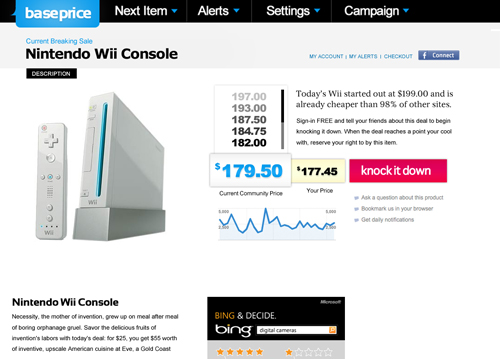 baseprice
Next Item
Alerts
Settings
Campaign
Current Breaking Sale
Nintendo Wii Console
MY ACCOUNT | MY ALERTS | CHECKOUT
f Connect
DESCRIPTION
197.00
193.00
187.50
184.75
182.00
Today's Wii started out at $199.00 and is
already cheaper than 98% of other sites.
Sign-in FREE and tell your friends about this deal to begin
knocking it down. When the deal reaches a point your cool
with, reserve your right to by this item.
$179.50
$177.45
knock it down
Current Community Price
Your Price
Ask a question about this product
Bookmark us in your browser
Get daily notifications
Wii
Wii
Nintendo Wii Console
Necessity, the mother of invention, grew up on meal after meal
of boring orphanage gruel. Savor the delicious fruits of
invention's labors with today's deal: for $25, you get $55 worth
of inventive, upscale American cuisine at Eve, a Gold Coast
Microsoft
BING & DECIDE.
bing
digital cameras